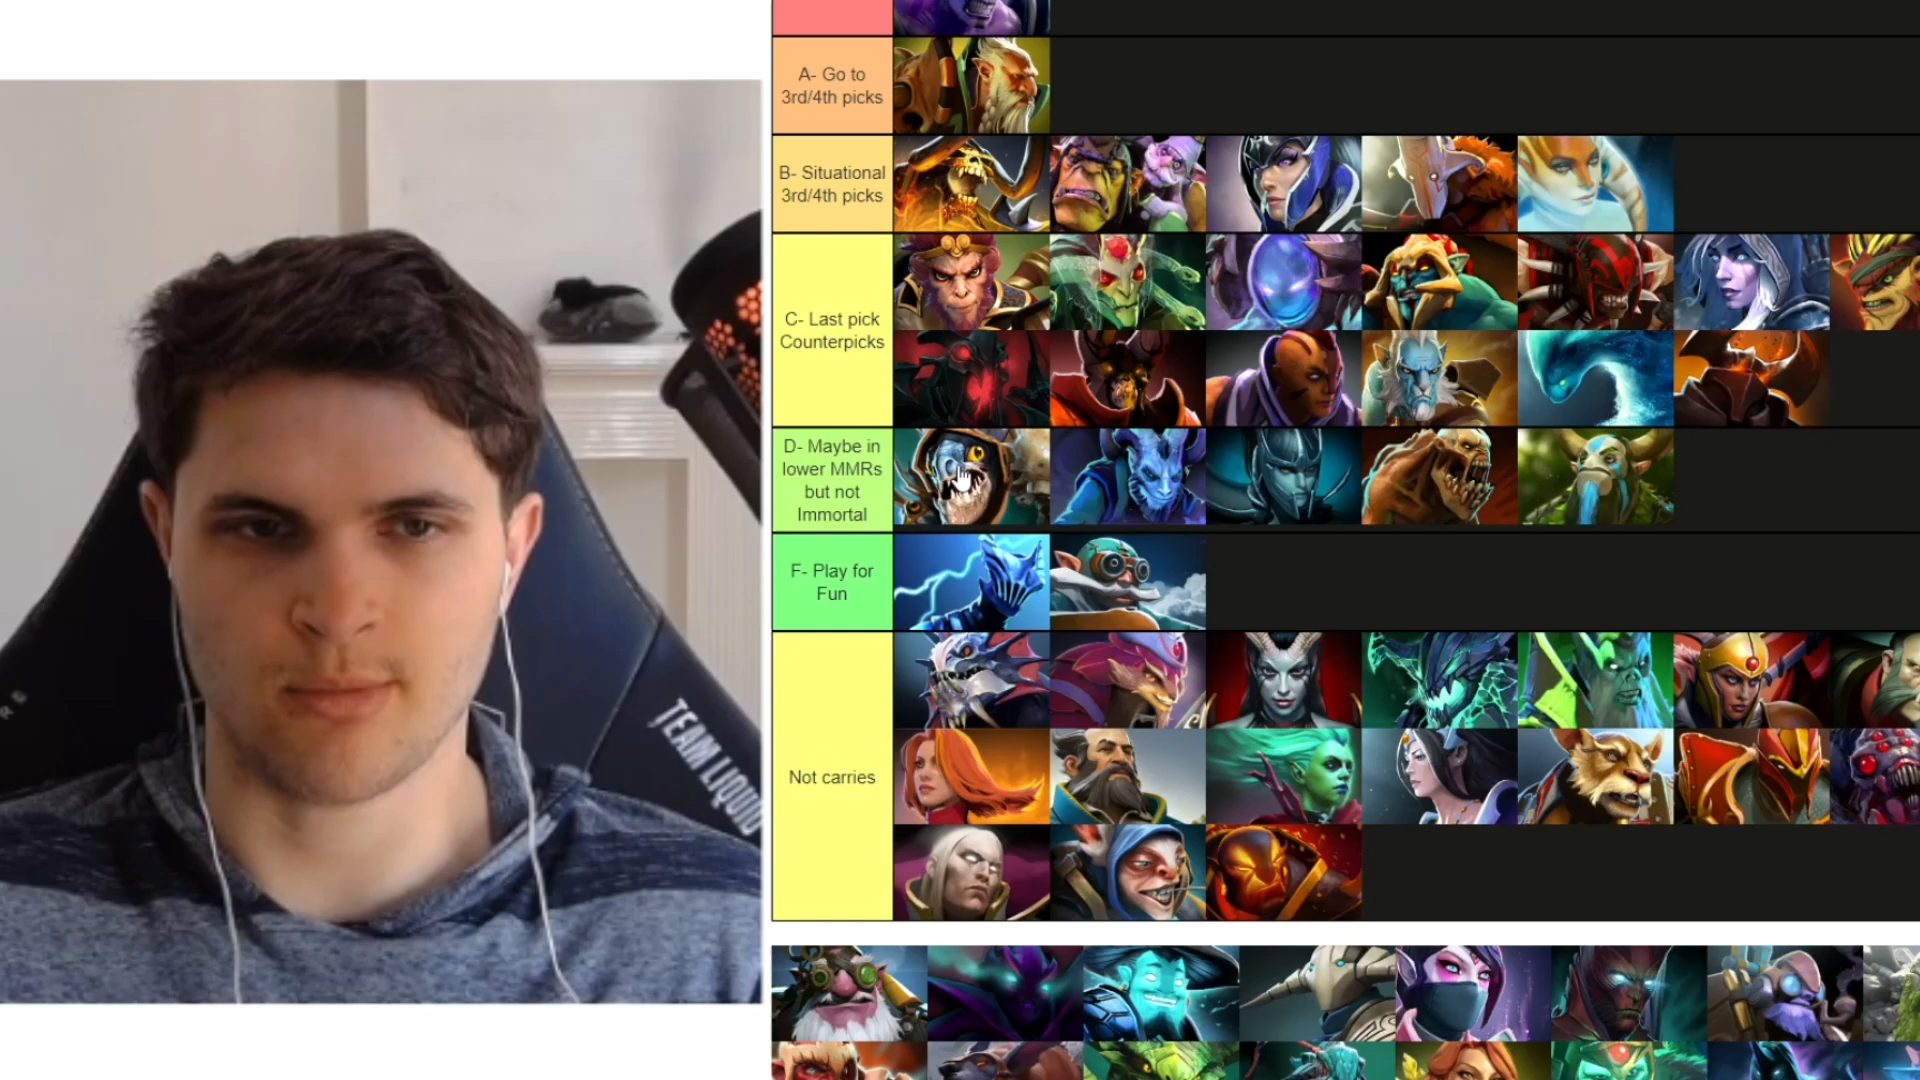 A- Go to
3rd/4th picks
B- Situational
3rd/4th picks
C- Last pick
Counterpicks
D- Maybe in
lower MMRs
but not
Immortal
F- Play for
Fun
Not carries
TEAM LIQUID